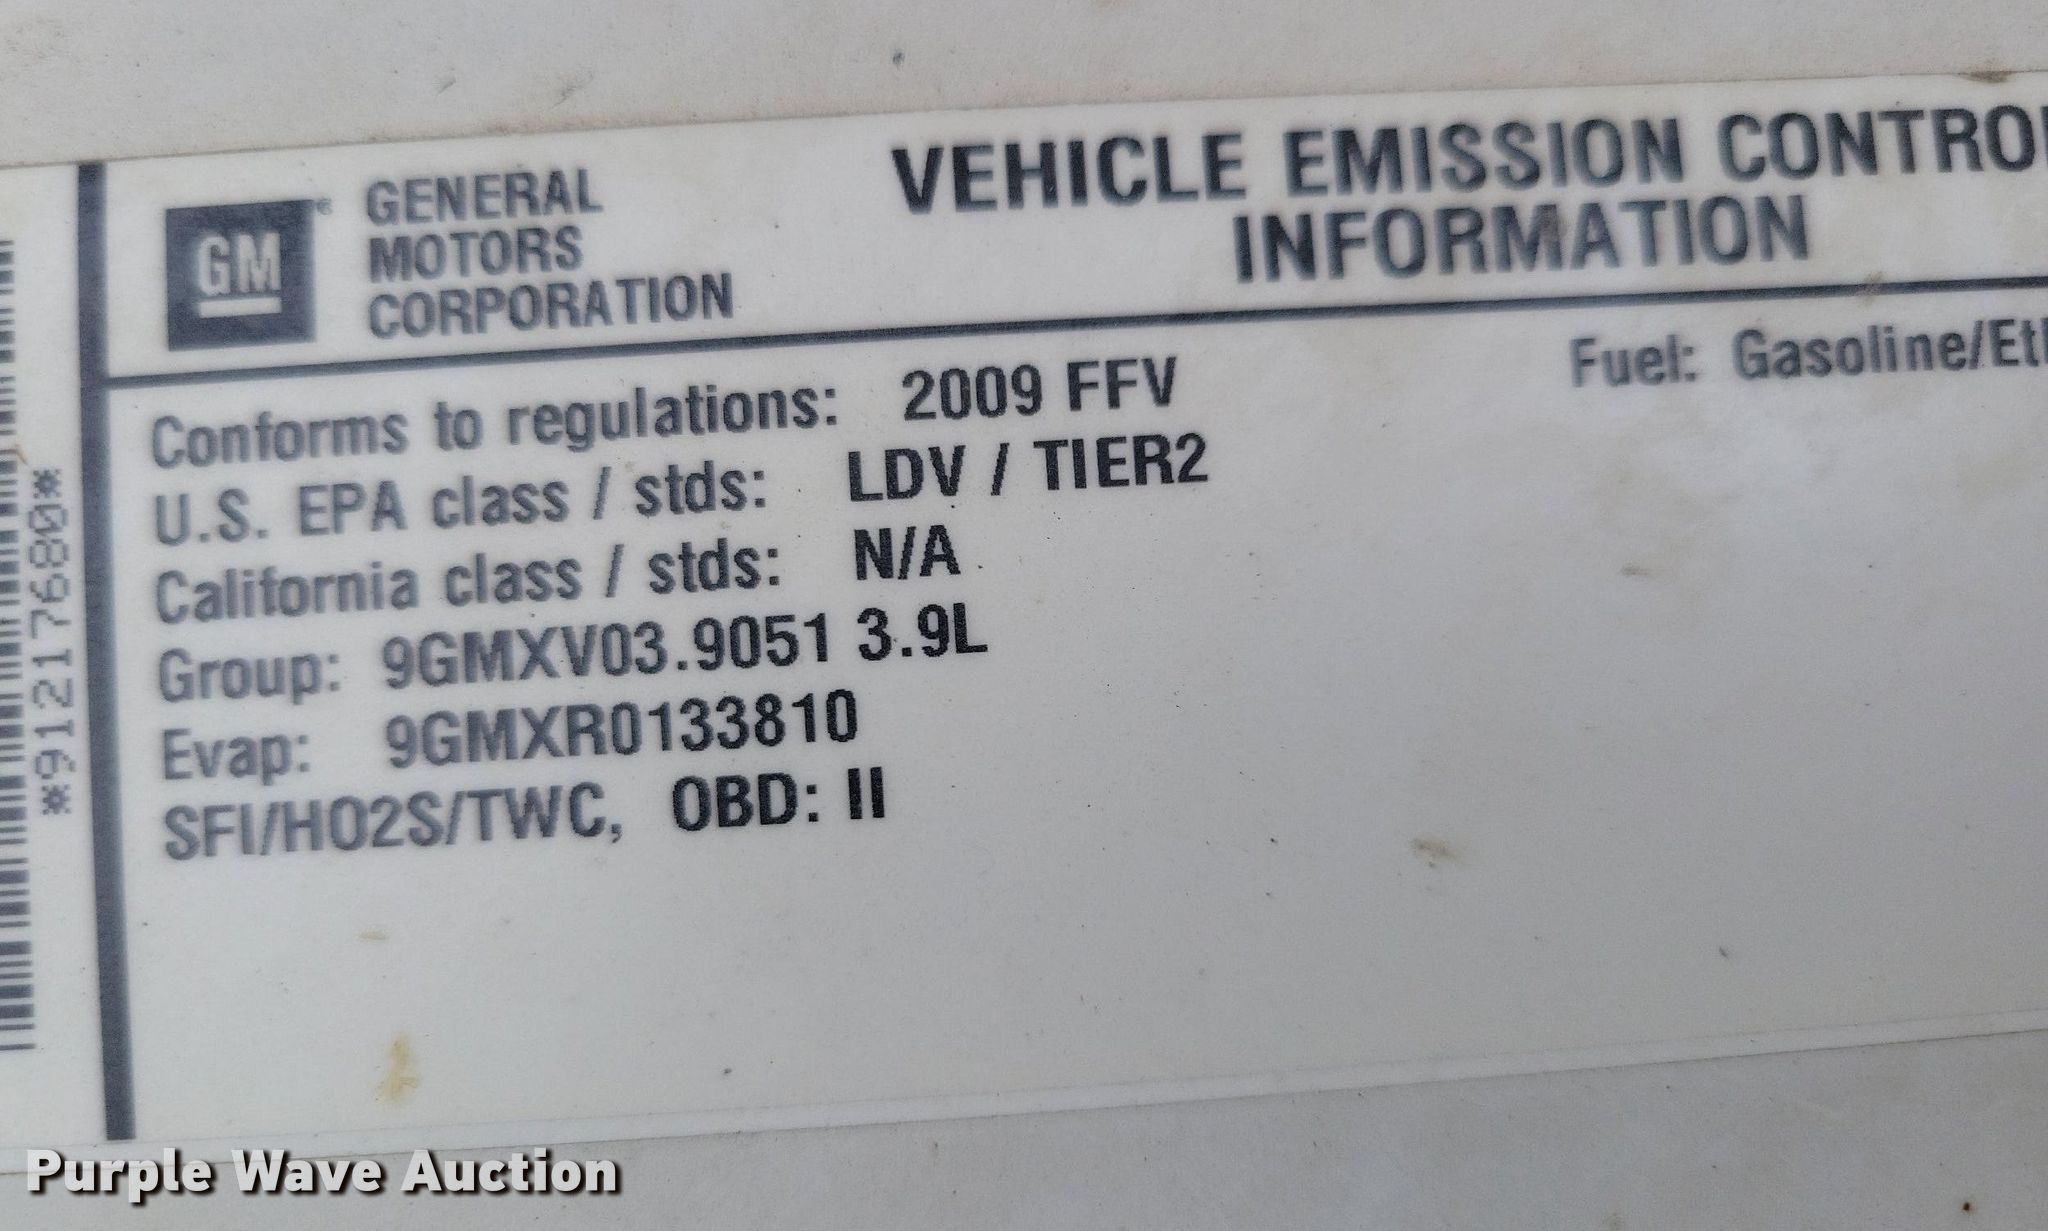 GM
GENERAL
MOTORS
CORPORATION
VEHICLE EMISSION CONTROL
INFORMATION
Conforms to regulations: 2009 FFV
Fuel: Gasoline/Eth
U.S. EPA class / stds: LDV / TIER2
California class / stds: N/A
Group: 9GMXV03.9051 3.9L
Evap: 9GMXR0133810
SFI/HO2S/TWC, OBD: II
*91217680*
Purple Wave Auction